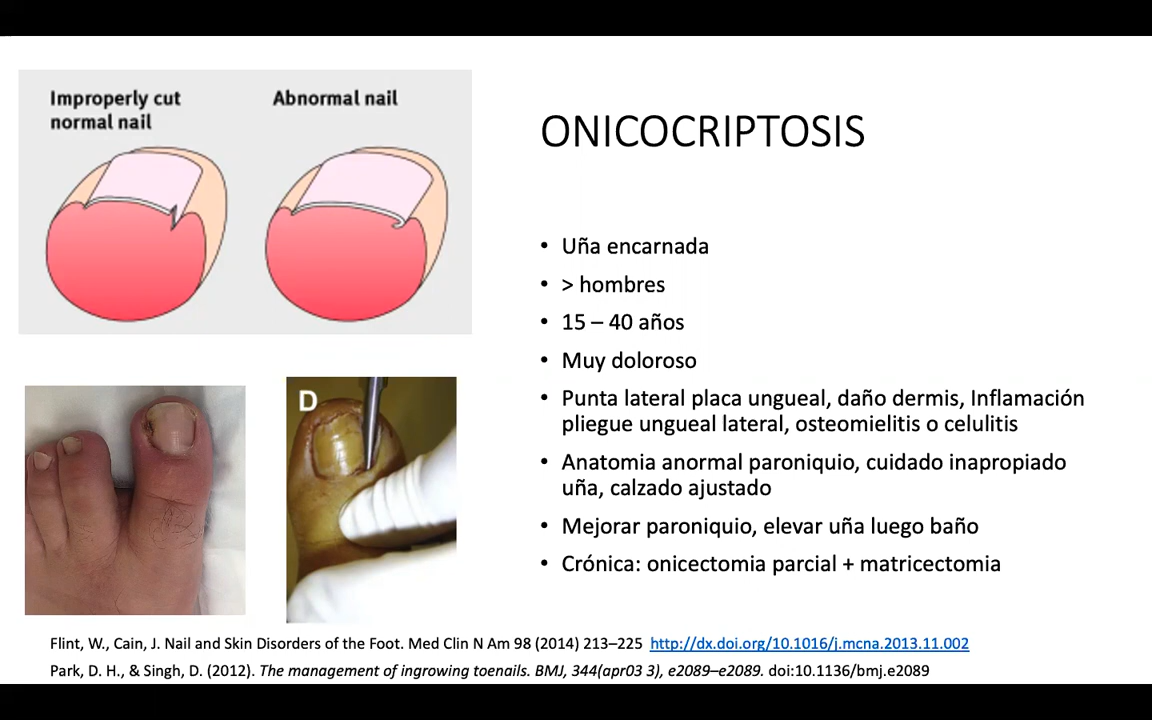 Improperly cut
normal nail
Abnormal nail
ONICOCRIPTOSIS
• Uña encarnada
• > hombres
• 15 – 40 años
• Muy doloroso
• Punta lateral placa ungueal, daño dermis, Inflamación
pliegue ungueal lateral, osteomielitis o celulitis
• Anatomia anormal paroniquio, cuidado inapropiado
uña, calzado ajustado
• Mejorar paroniquio, elevar uña luego baño
• Crónica: onicectomia parcial + matricectomia
D
Flint, W., Cain, J. Nail and Skin Disorders of the Foot. Med Clin N Am 98 (2014) 213–225 http://dx.doi.org/10.1016/j.mcna.2013.11.002
Park, D. H., & Singh, D. (2012). The management of ingrowing toenails. BMJ, 344(apr03 3), e2089–e2089. doi:10.1136/bmj.e2089